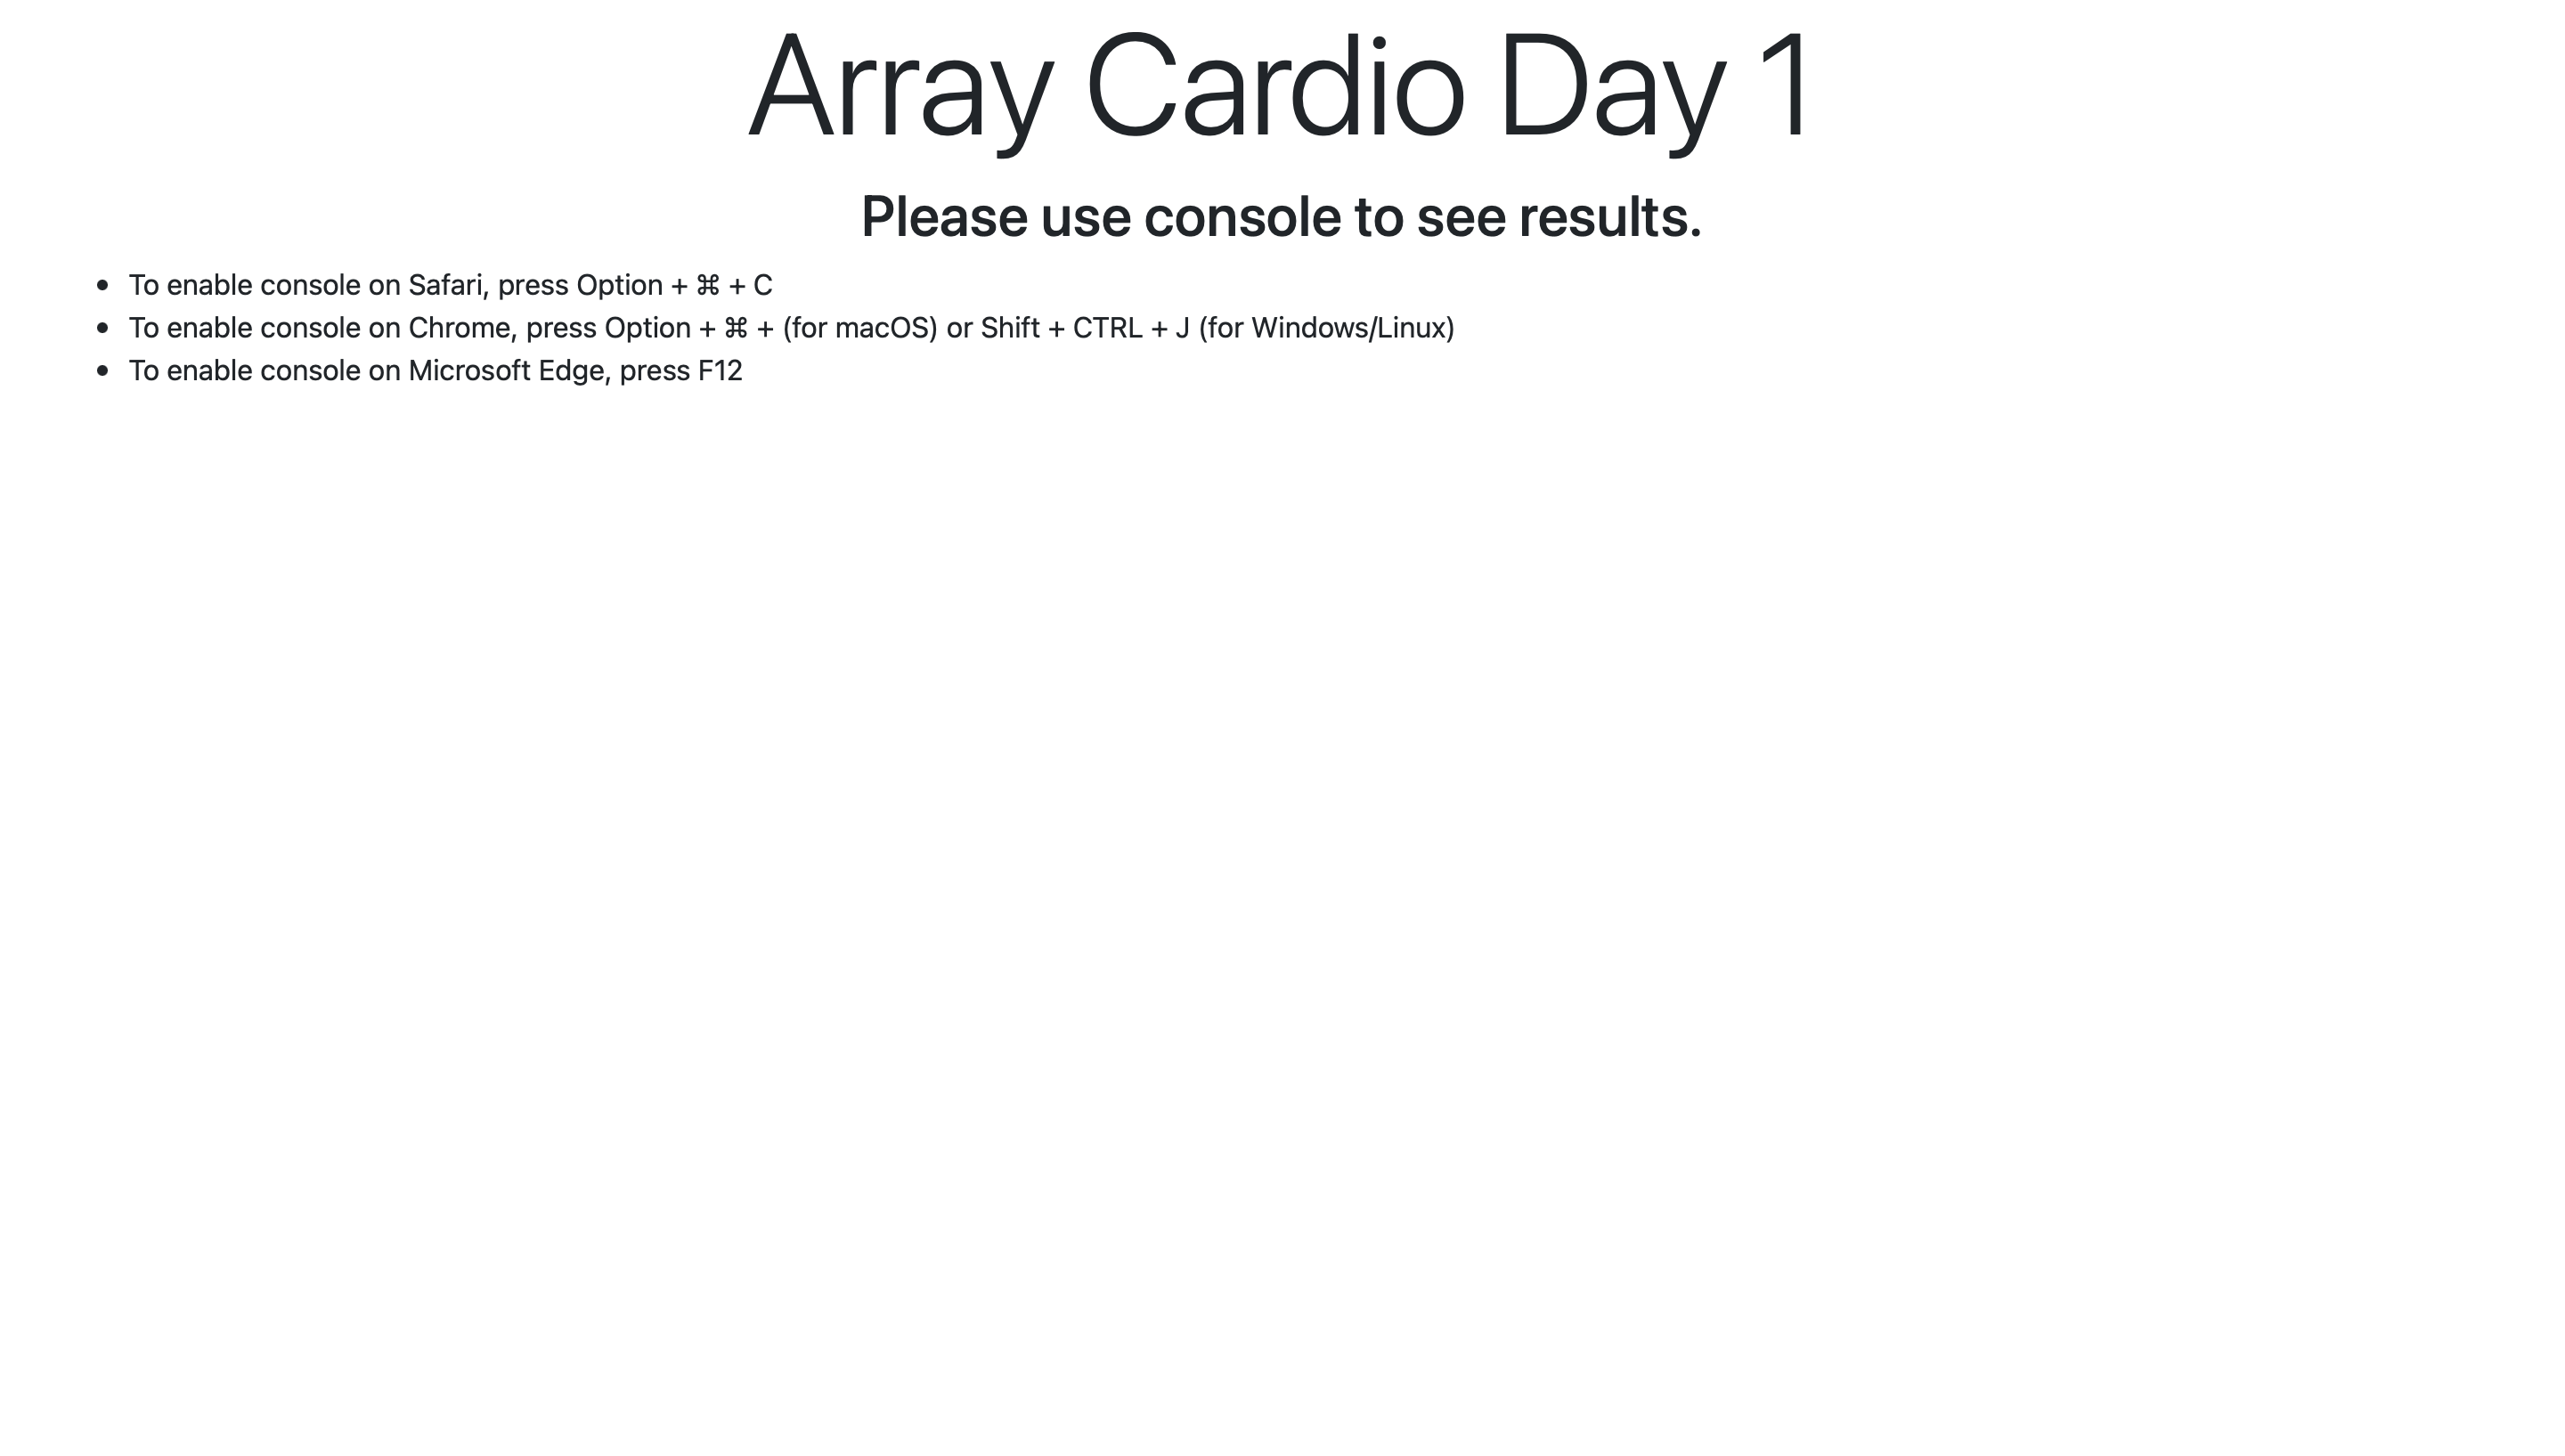 Array Cardio Day 1
Please use console to see results.
• To enable console on Safari, press Option + ⌘ + C
• To enable console on Chrome, press Option + ⌘ + (for macOS) or Shift + CTRL + J (for Windows/Linux)
• To enable console on Microsoft Edge, press F12